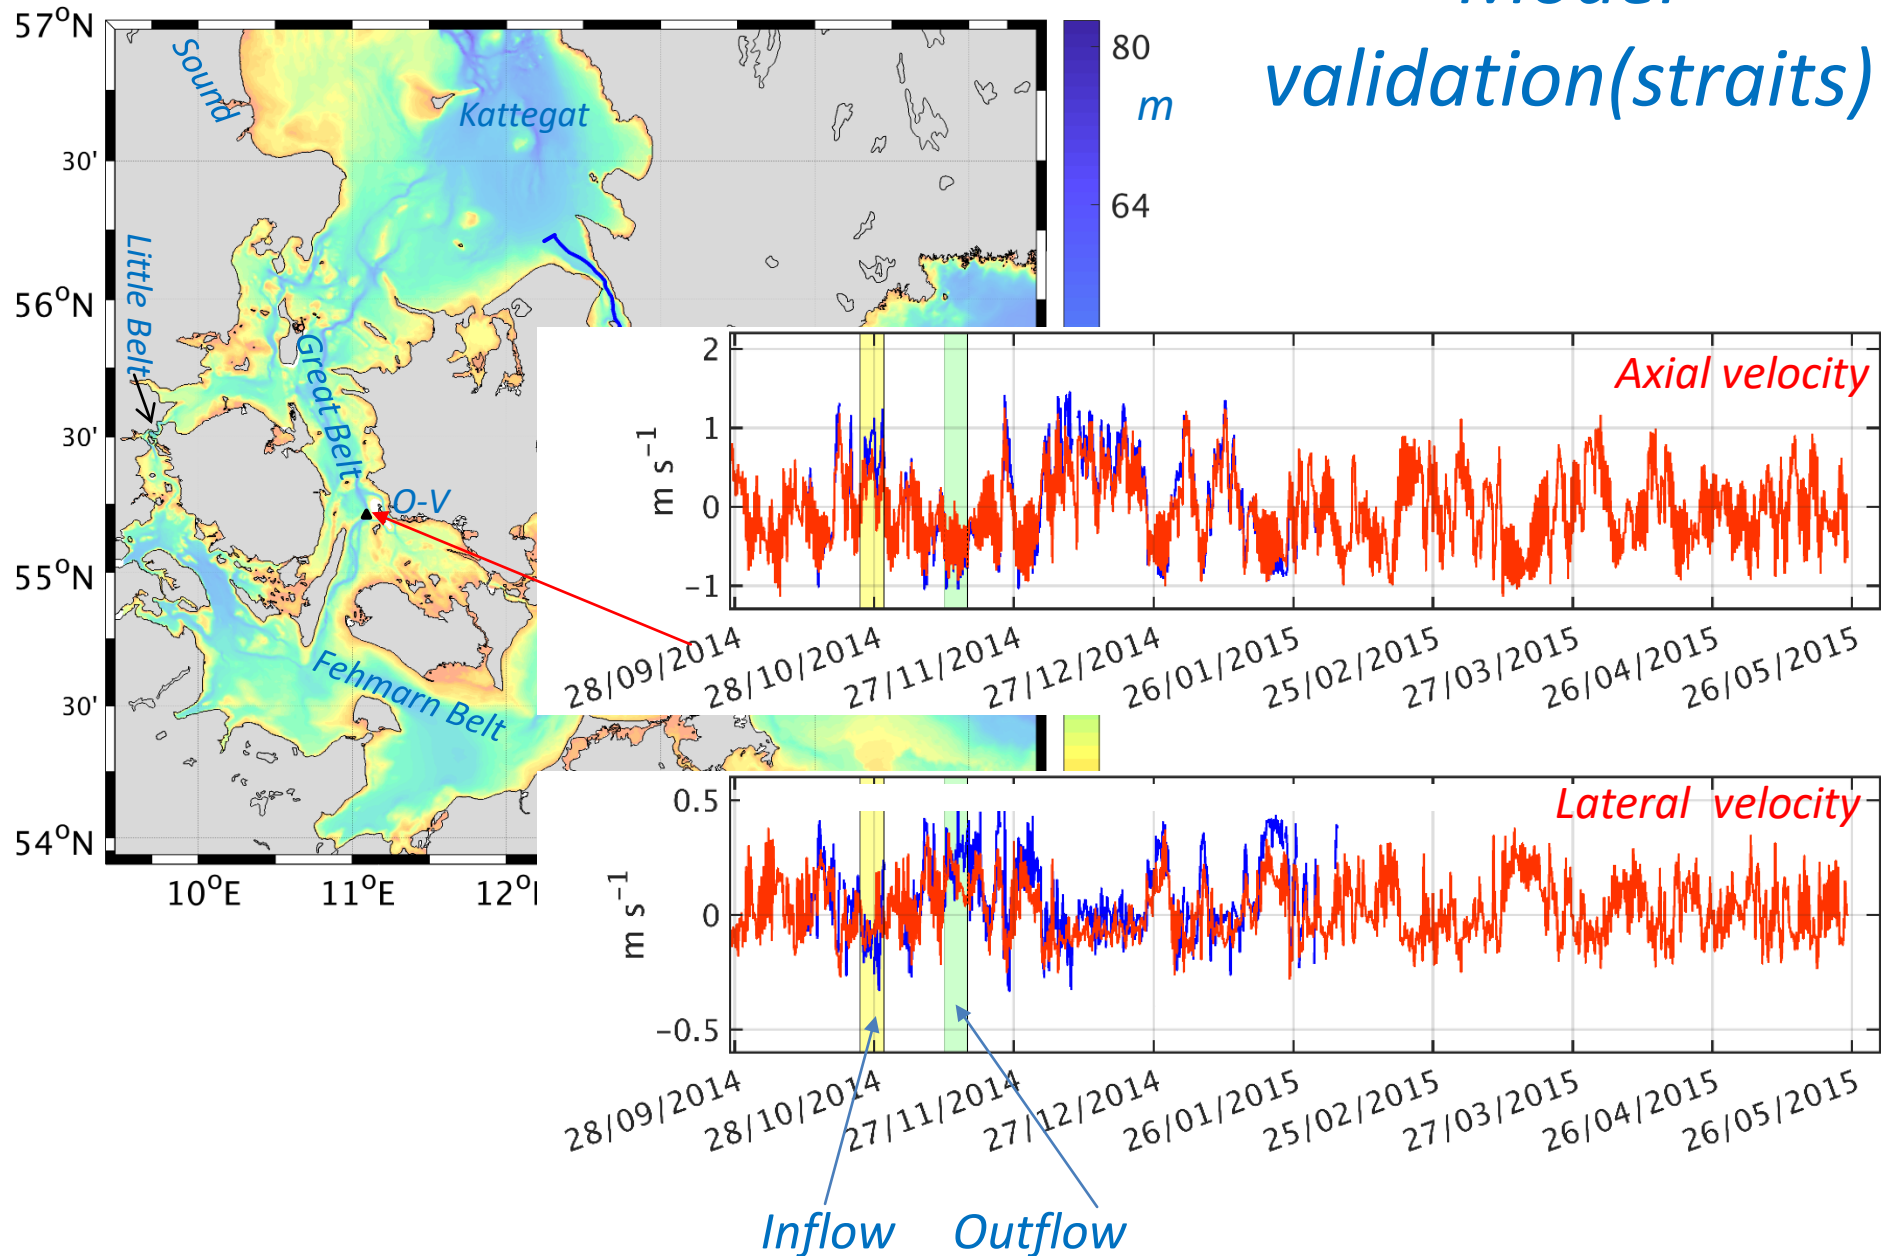 Model
validation(straits)
57°N
30'
56°N
30'
55°N
30'
54°N
10°E
11°E
12°
Sound
Kattegat
Little Belt
Great Belt
O-V
Fehmarn Belt
80
m
64
Axial velocity
m s⁻¹
2
1
0
−1
28/09/2014
28/10/2014
27/11/2014
27/12/2014
26/01/2015
25/02/2015
27/03/2015
26/04/2015
26/05/2015
Lateral velocity
m s⁻¹
0.5
0
−0.5
28/09/2014
28/10/2014
27/11/2014
27/12/2014
26/01/2015
25/02/2015
27/03/2015
26/04/2015
26/05/2015
Inflow
Outflow